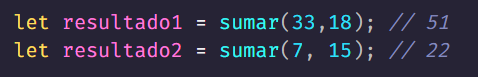 let resultado1 = sumar(33,18); // 51
let resultado2 = sumar(7, 15); // 22